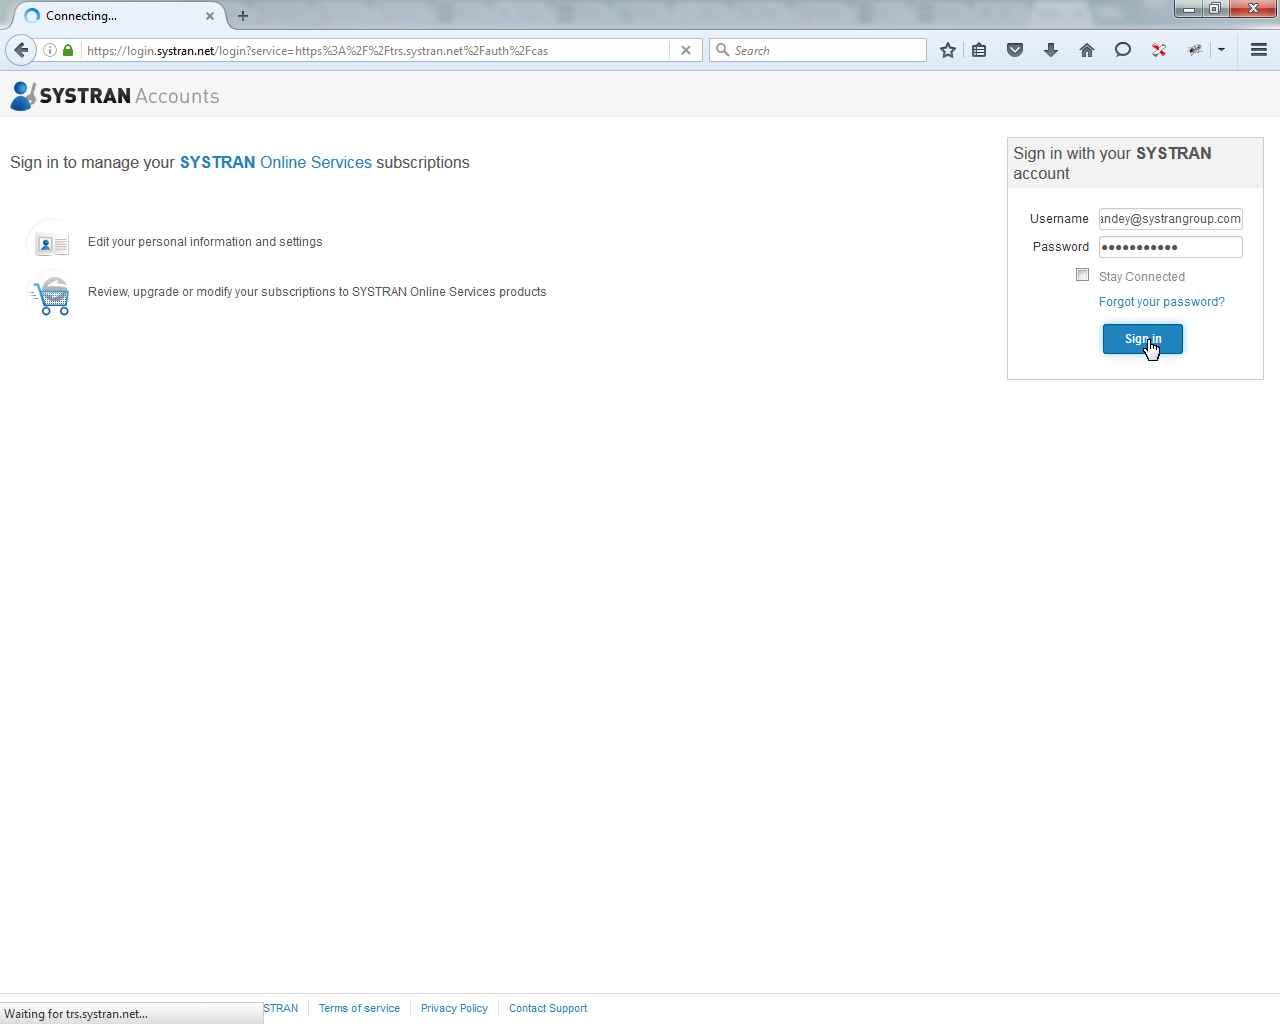 Connecting...
https://login.systran.net/login?service=https%3A%2F%2Ftrs.systran.net%2Fauth%2Fcas
Search
SYSTRAN Accounts
Sign in to manage your SYSTRAN Online Services subscriptions
Edit your personal information and settings
Review, upgrade or modify your subscriptions to SYSTRAN Online Services products
Sign in with your SYSTRAN
account
Username
andey@systrangroup.com
Password
Stay Connected
Forgot your password?
Sign in
STRAN
Terms of service
Privacy Policy
Contact Support
Waiting for trs.systran.net...